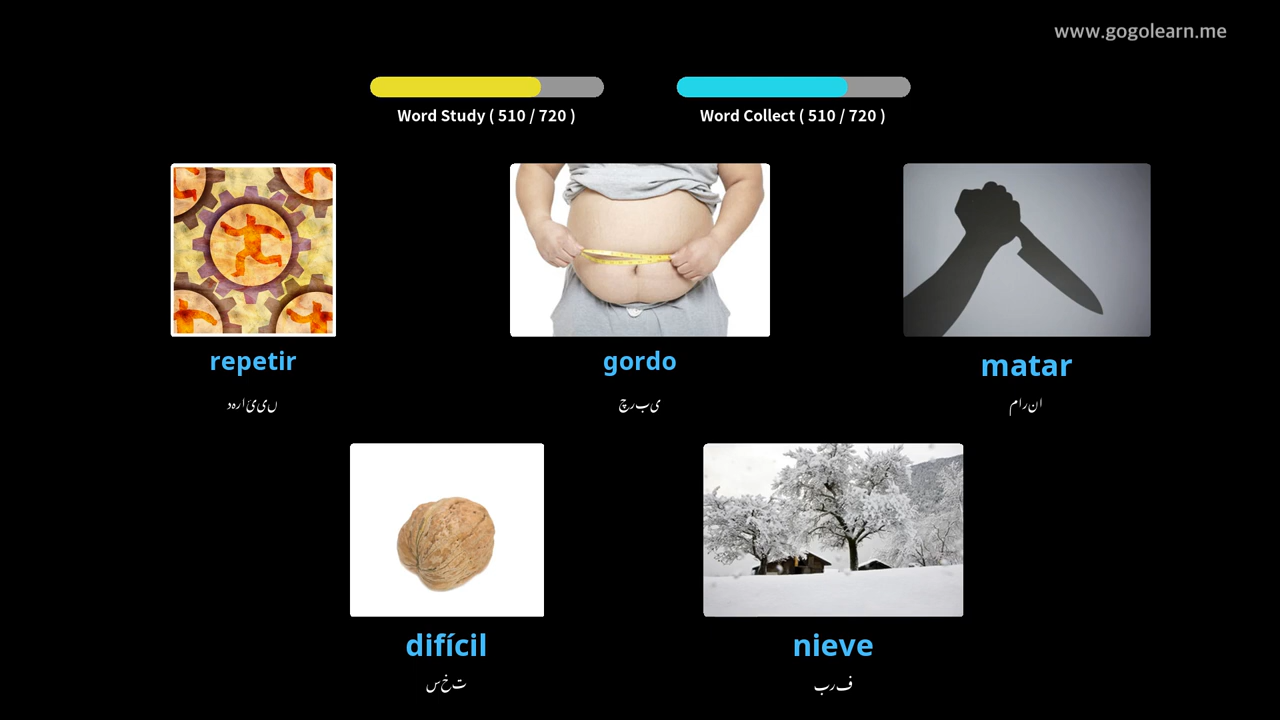 www.gogolearn.me
Word Study ( 510 / 720 )
Word Collect ( 510 / 720 )
repetir
gordo
matar
دہرائیں
چربی
مارنا
difícil
nieve
سخت
برف